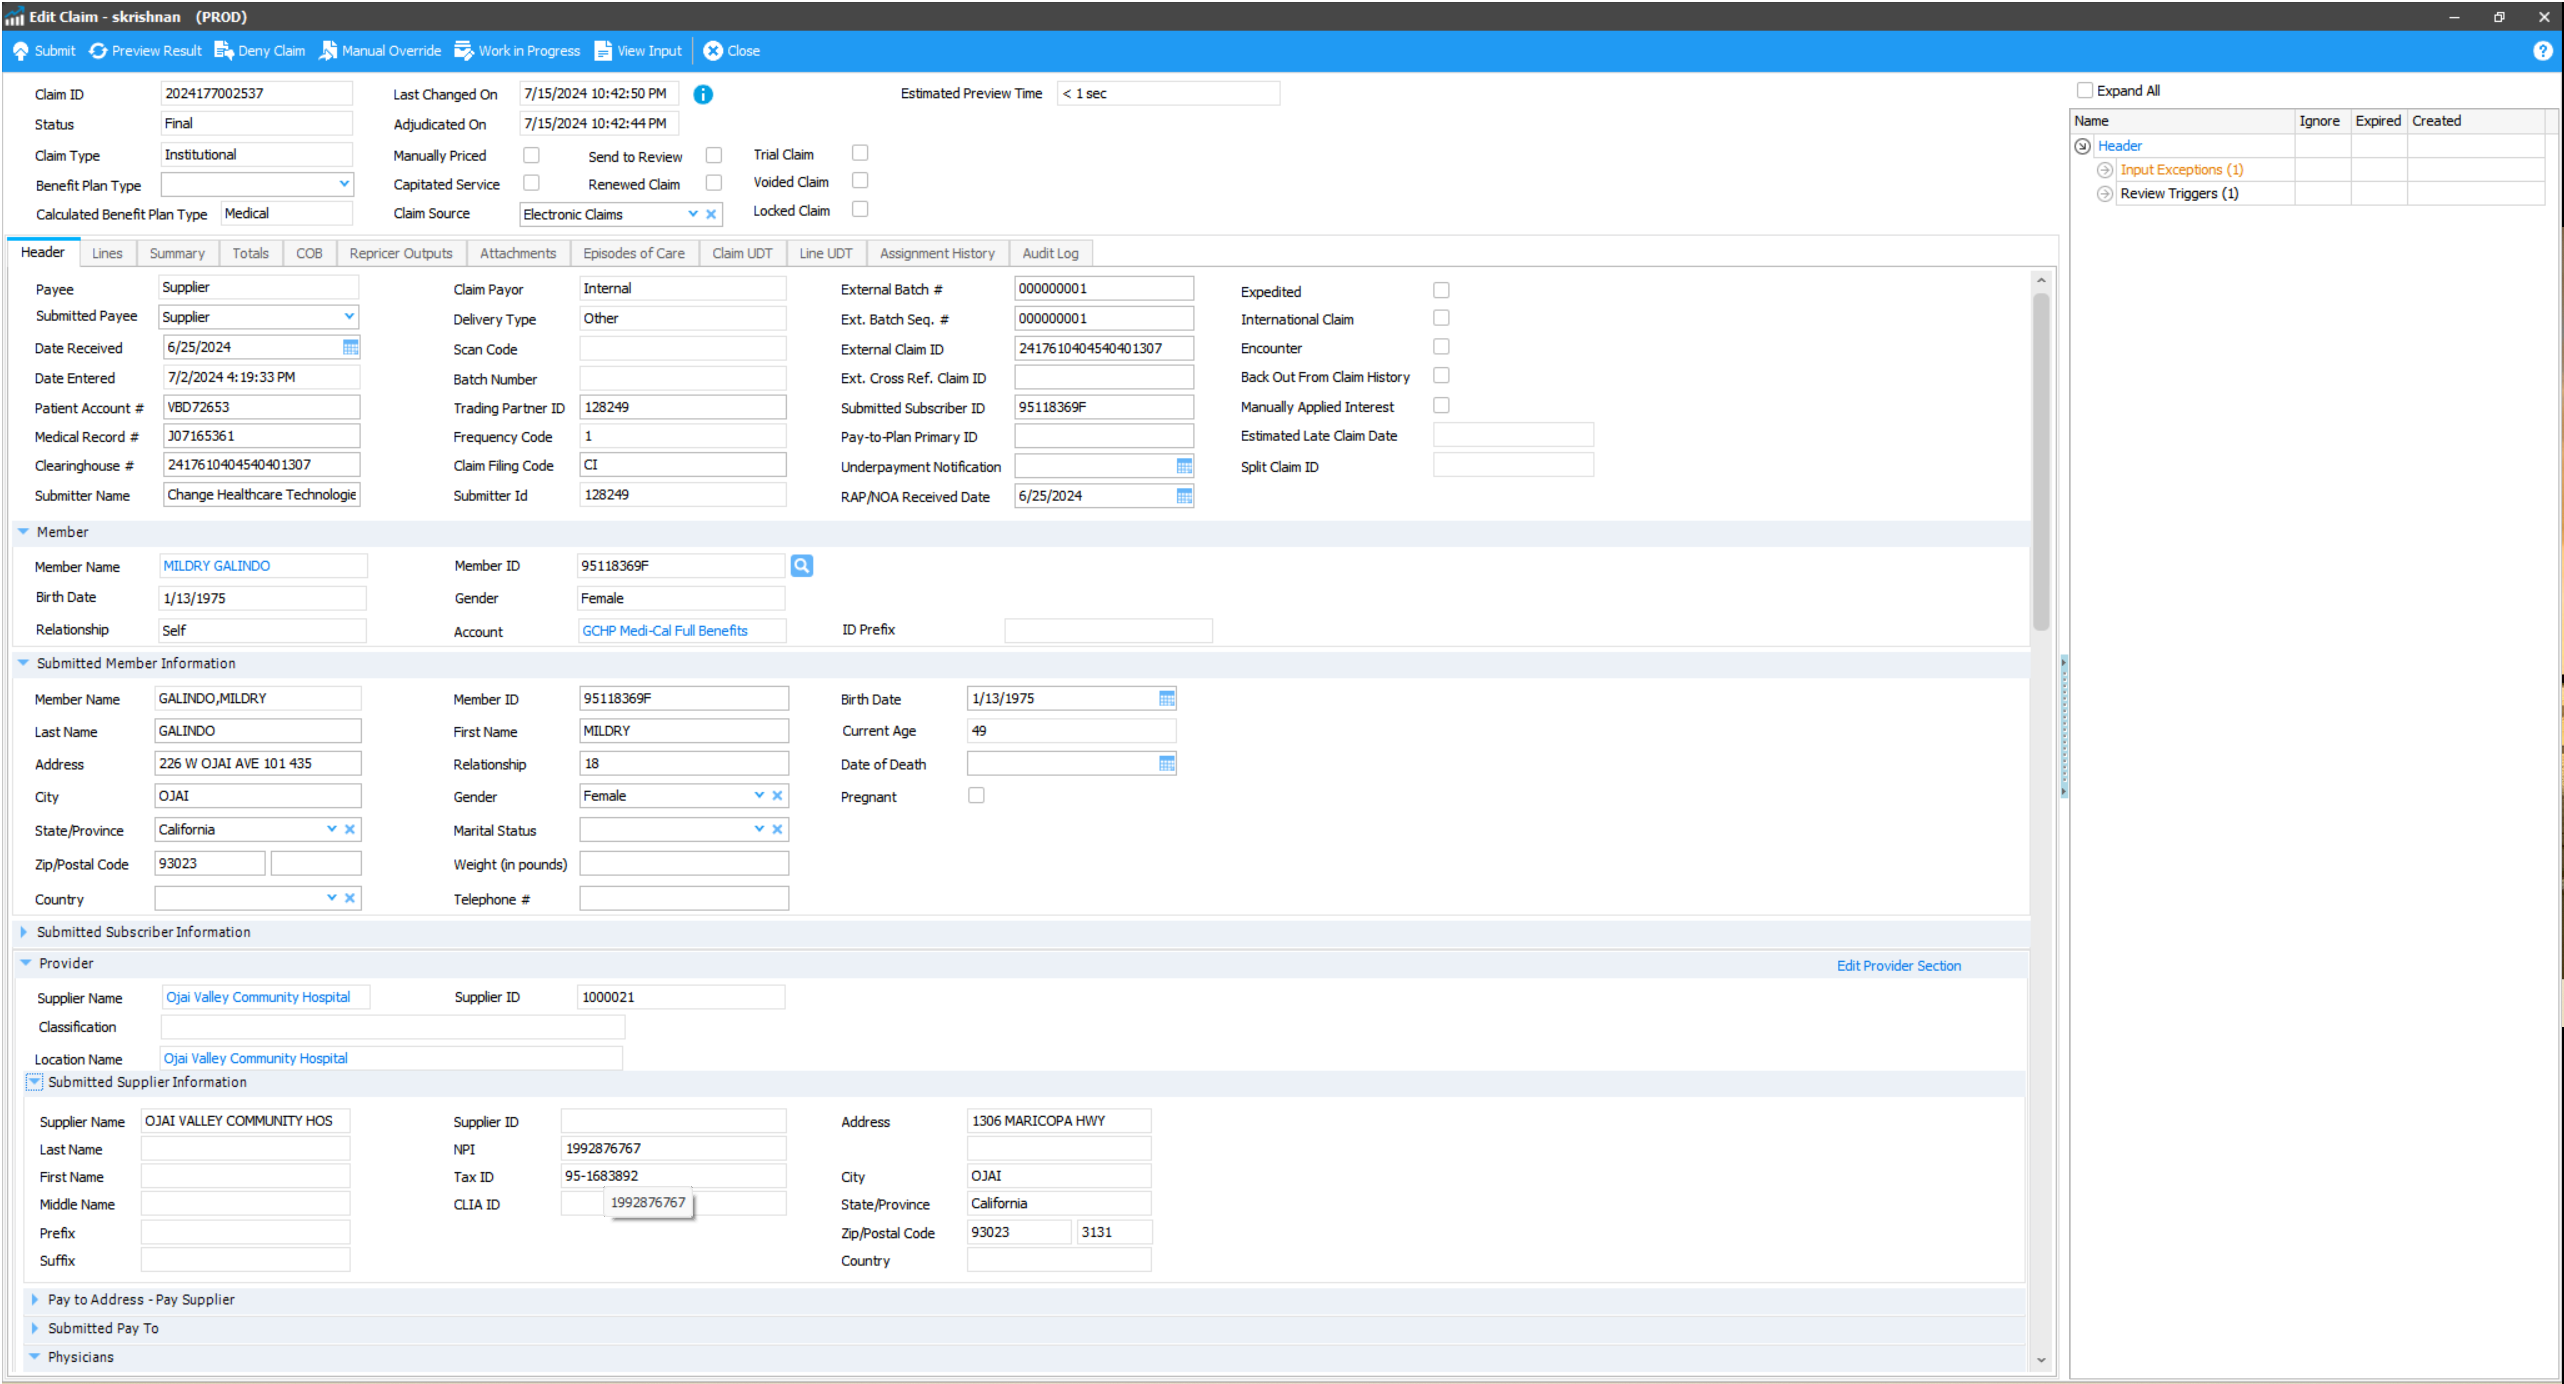 Edit Claim - skrishnan (PROD)
Submit Preview Result Deny Claim Manual Override Work in Progress View Input Close
Claim ID 2024177002537 Last Changed On 7/15/2024 10:42:50 PM Estimated Preview Time < 1 sec
Status Final Adjudicated On 7/15/2024 10:42:44 PM
Claim Type Institutional Manually Priced Send to Review Trial Claim
Benefit Plan Type Capitated Service Renewed Claim Voided Claim
Calculated Benefit Plan Type Medical Claim Source Electronic Claims Locked Claim
Expand All
Name Ignore Expired Created
Header
Input Exceptions (1)
Review Triggers (1)
Header Lines Summary Totals COB Repricer Outputs Attachments Episodes of Care Claim UDT Line UDT Assignment History Audit Log
Payee Supplier Claim Payor Internal External Batch # 000000001 Expedited
Submitted Payee Supplier Delivery Type Other Ext. Batch Seq. # 000000001 International Claim
Date Received 6/25/2024 Scan Code External Claim ID 2417610404540401307 Encounter
Date Entered 7/2/2024 4:19:33 PM Batch Number Ext. Cross Ref. Claim ID Back Out From Claim History
Patient Account # VBD72653 Trading Partner ID 128249 Submitted Subscriber ID 95118369F Manually Applied Interest
Medical Record # J07165361 Frequency Code 1 Pay-to-Plan Primary ID Estimated Late Claim Date
Clearinghouse # 2417610404540401307 Claim Filing Code CI Underpayment Notification Split Claim ID
Submitter Name Change Healthcare Technologie Submitter Id 128249 RAP/NOA Received Date 6/25/2024
Member
Member Name MILDRY GALINDO Member ID 95118369F
Birth Date 1/13/1975 Gender Female
Relationship Self Account GCHP Medi-Cal Full Benefits ID Prefix
Submitted Member Information
Member Name GALINDO,MILDRY Member ID 95118369F Birth Date 1/13/1975
Last Name GALINDO First Name MILDRY Current Age 49
Address 226 W OJAI AVE 101 435 Relationship 18 Date of Death
City OJAI Gender Female Pregnant
State/Province California Marital Status
Zip/Postal Code 93023 Weight (in pounds)
Country Telephone #
Submitted Subscriber Information
Provider Edit Provider Section
Supplier Name Ojai Valley Community Hospital Supplier ID 1000021
Classification
Location Name Ojai Valley Community Hospital
Submitted Supplier Information
Supplier Name OJAI VALLEY COMMUNITY HOS Supplier ID Address 1306 MARICOPA HWY
Last Name NPI 1992876767
First Name Tax ID 95-1683892 City OJAI
Middle Name CLIA ID 1992876767 State/Province California
Prefix Zip/Postal Code 93023 3131
Suffix Country
Pay to Address - Pay Supplier
Submitted Pay To
Physicians